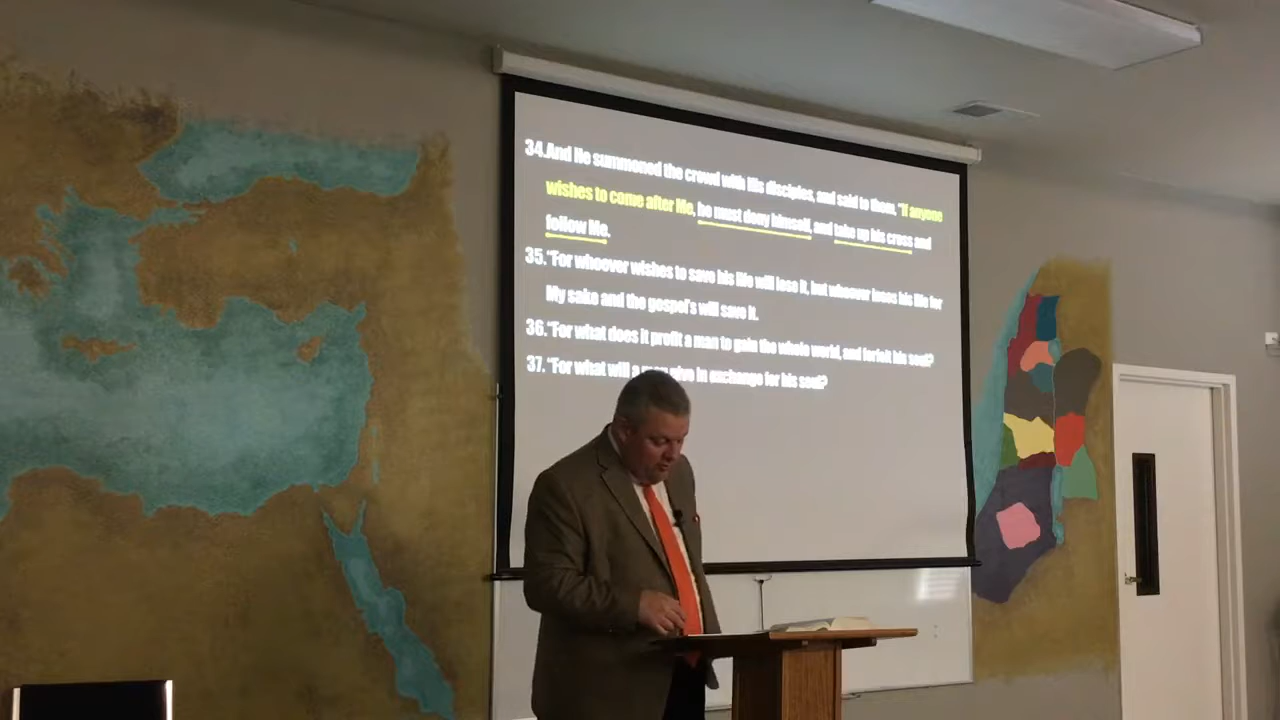 34.And He summoned the crowd with His disciples, and said to them, "If anyone
wishes to come after Me, he must deny himself, and take up his cross and
follow Me.
35."For whoever wishes to save his life will lose it, but whoever loses his life for
My sake and the gospel's will save it.
36."For what does it profit a man to gain the whole world, and forfeit his soul?
37."For what will a man give in exchange for his soul?